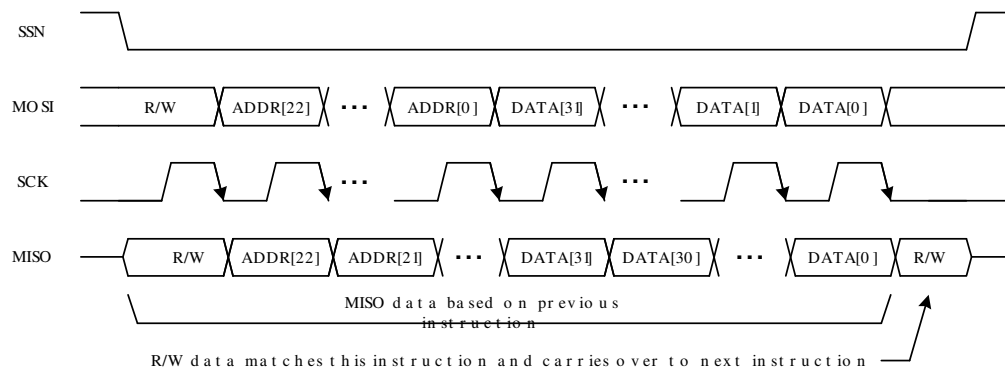 SSN
MOSI R/W ADDR[22] ... ADDR[0] DATA[31] ... DATA[1] DATA[0]
SCK ... ...
MISO R/W ADDR[22] ADDR[21] ... DATA[31] DATA[30] ... DATA[0] R/W
MISO data based on previous
instruction
R/W data matches this instruction and carries over to next instruction